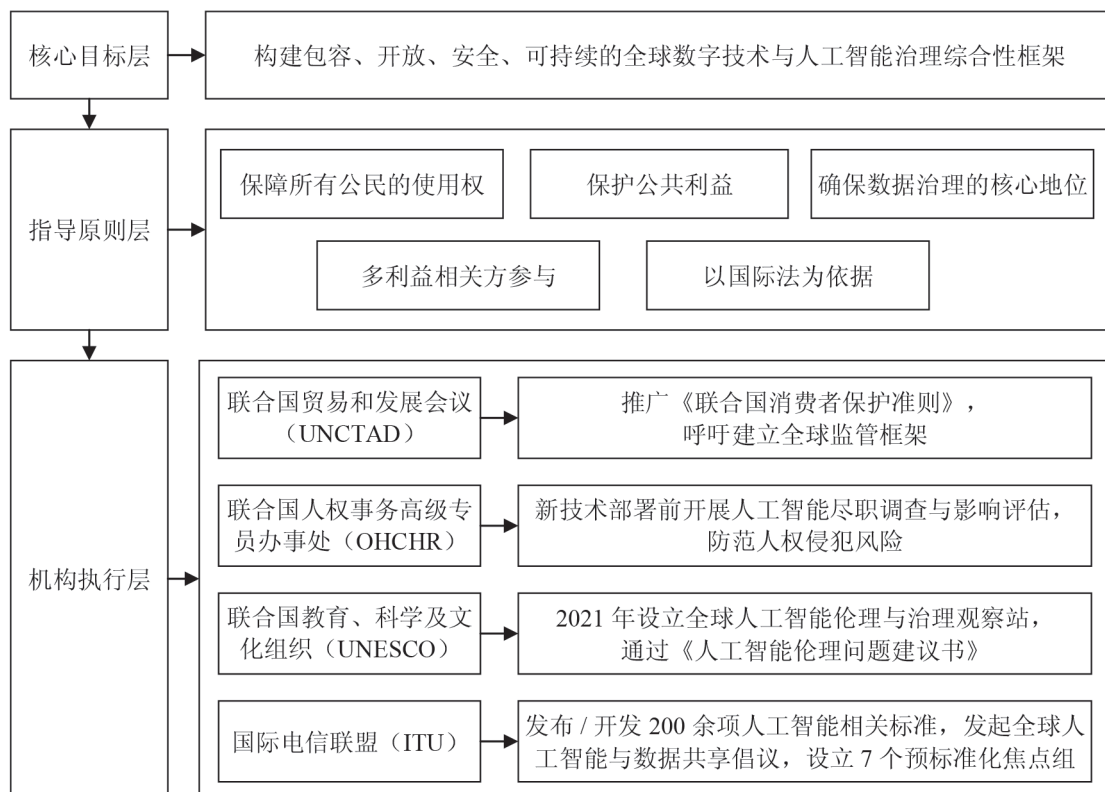 核心目标层
构建包容、开放、安全、可持续的全球数字技术与人工智能治理综合性框架
指导原则层
保障所有公民的使用权
保护公共利益
确保数据治理的核心地位
多利益相关方参与
以国际法为依据
机构执行层
联合国贸易和发展会议
（UNCTAD）
推广《联合国消费者保护准则》，
呼吁建立全球监管框架
联合国人权事务高级专
员办事处（OHCHR）
新技术部署前开展人工智能尽职调查与影响评估，
防范人权侵犯风险
联合国教育、科学及文
化组织（UNESCO）
2021 年设立全球人工智能伦理与治理观察站，
通过《人工智能伦理问题建议书》
国际电信联盟（ITU）
发布 / 开发 200 余项人工智能相关标准，发起全球人
工智能与数据共享倡议，设立 7 个预标准化焦点组